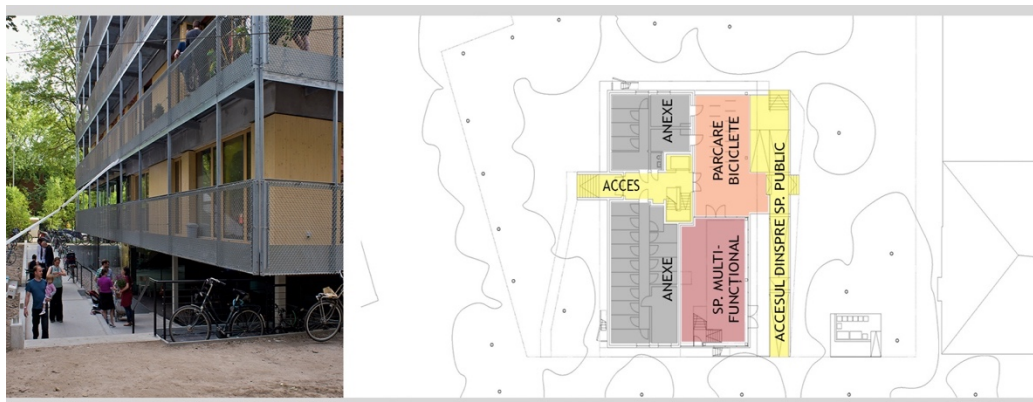 ANEXE
PARCARE
BICICLETE
ACCES
ACCESUL DINSPRE SP. PUBLIC
ANEXE
SP. MULTI-
FUNCTIONAL